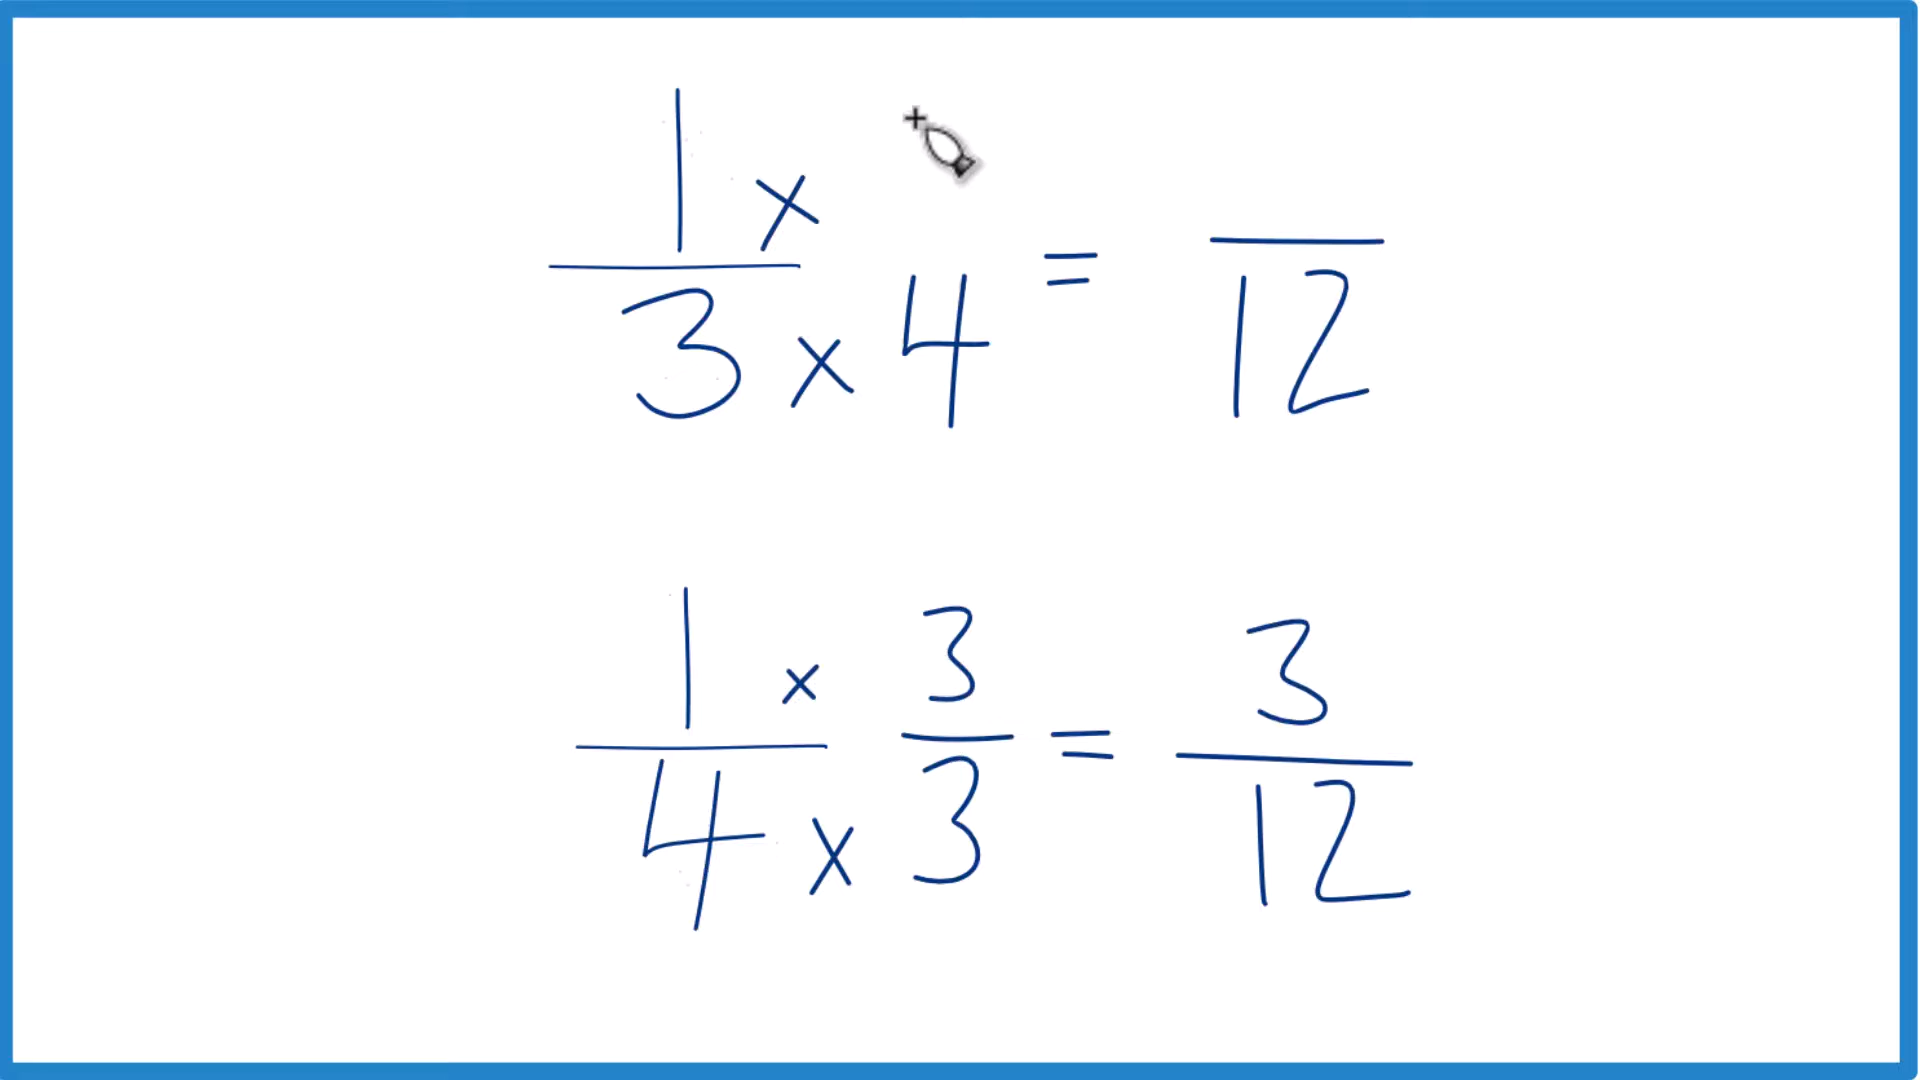 1 ×
3 × 4 = 12
1 × 3 3
4 × 3 = 12